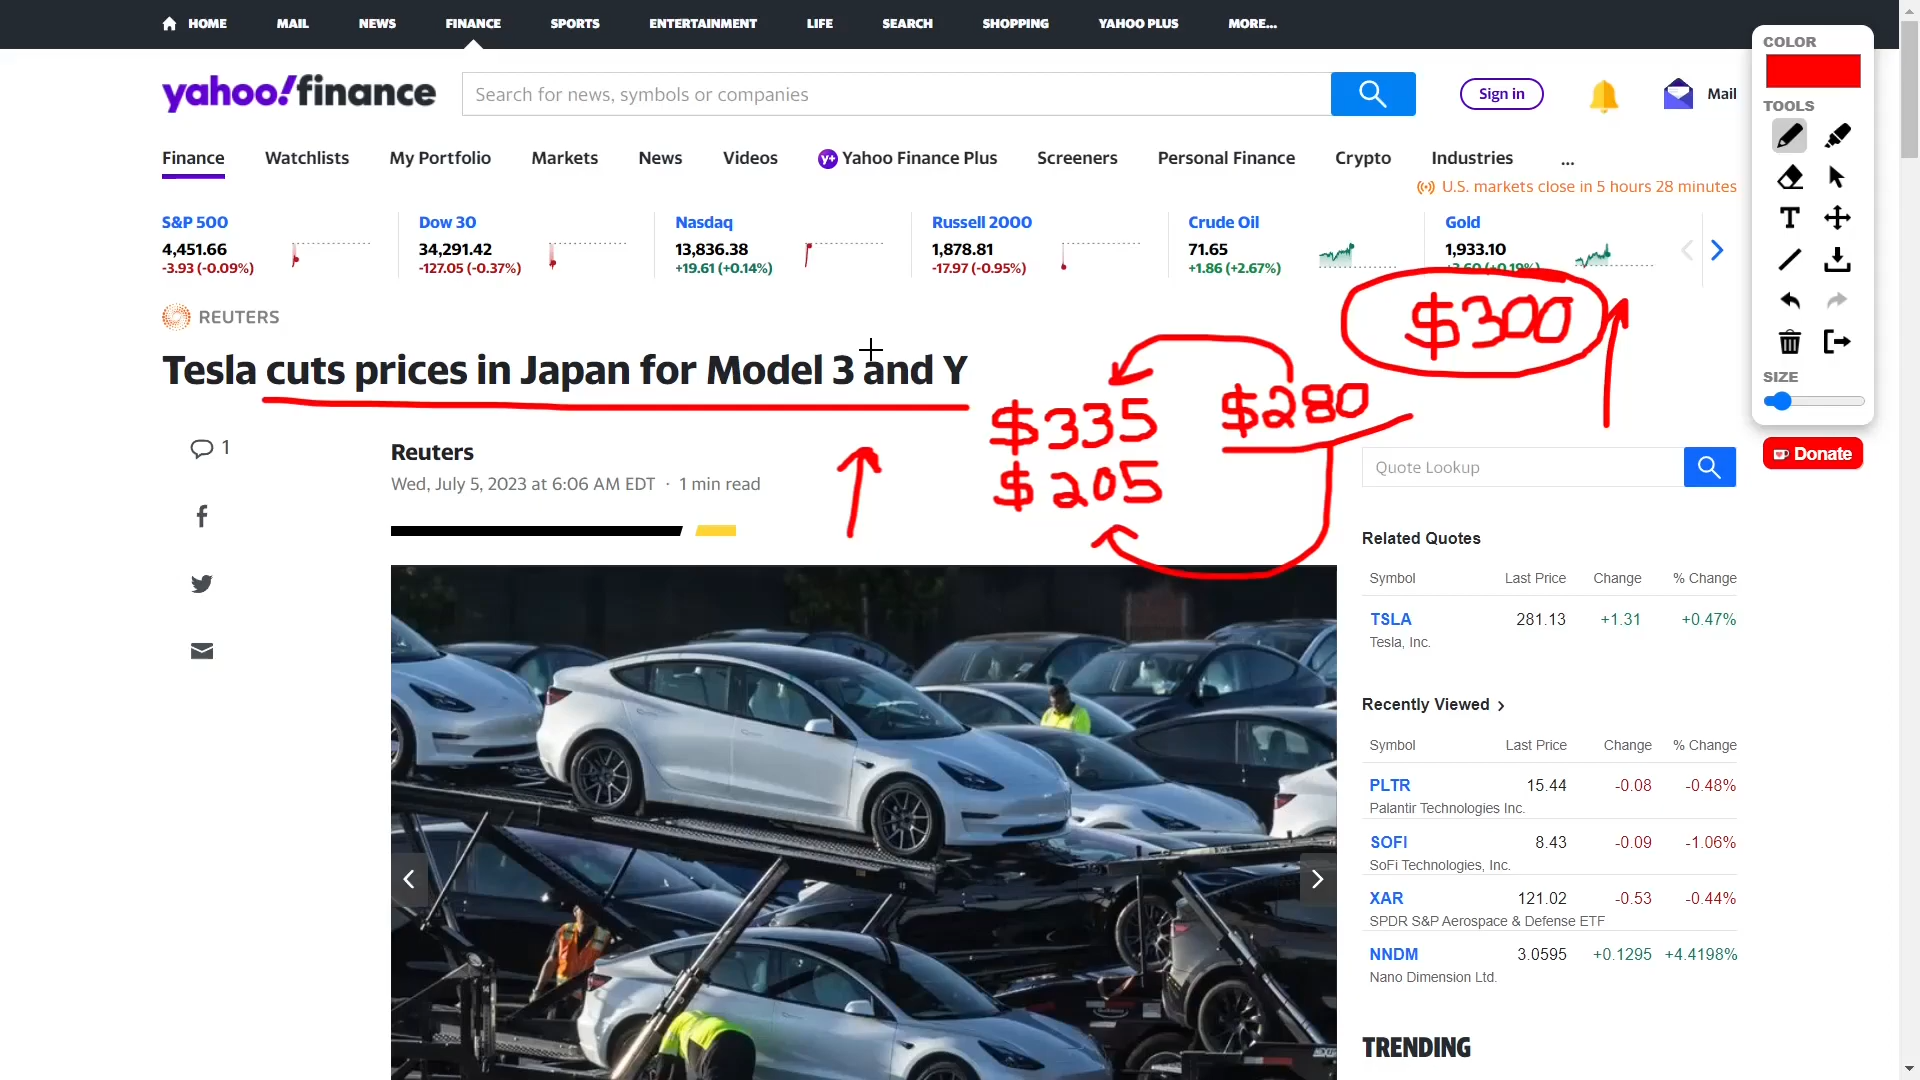 HOME MAIL NEWS FINANCE SPORTS ENTERTAINMENT LIFE SEARCH SHOPPING YAHOO PLUS MORE...
yahoo!finance
Search for news, symbols or companies
Sign in
Mail
Finance Watchlists My Portfolio Markets News Videos y+ Yahoo Finance Plus Screeners Personal Finance Crypto Industries ...
U.S. markets close in 5 hours 28 minutes
S&P 500
4,451.66
-3.93 (-0.09%)
Dow 30
34,291.42
-127.05 (-0.37%)
Nasdaq
13,836.38
+19.61 (+0.14%)
Russell 2000
1,878.81
-17.97 (-0.95%)
Crude Oil
71.65
+1.86 (+2.67%)
Gold
1,933.10
+3.60 (+0.19%)
$300
REUTERS
Tesla cuts prices in Japan for Model 3 and Y
$335
$280
$205
1
Reuters
Wed, July 5, 2023 at 6:06 AM EDT · 1 min read
Quote Lookup
Related Quotes
Symbol Last Price Change % Change
TSLA 281.13 +1.31 +0.47%
Tesla, Inc.
Recently Viewed
Symbol Last Price Change % Change
PLTR 15.44 -0.08 -0.48%
Palantir Technologies Inc.
SOFI 8.43 -0.09 -1.06%
SoFi Technologies, Inc.
XAR 121.02 -0.53 -0.44%
SPDR S&P Aerospace & Defense ETF
NNDM 3.0595 +0.1295 +4.4198%
Nano Dimension Ltd.
TRENDING
COLOR
TOOLS
T
SIZE
Donate